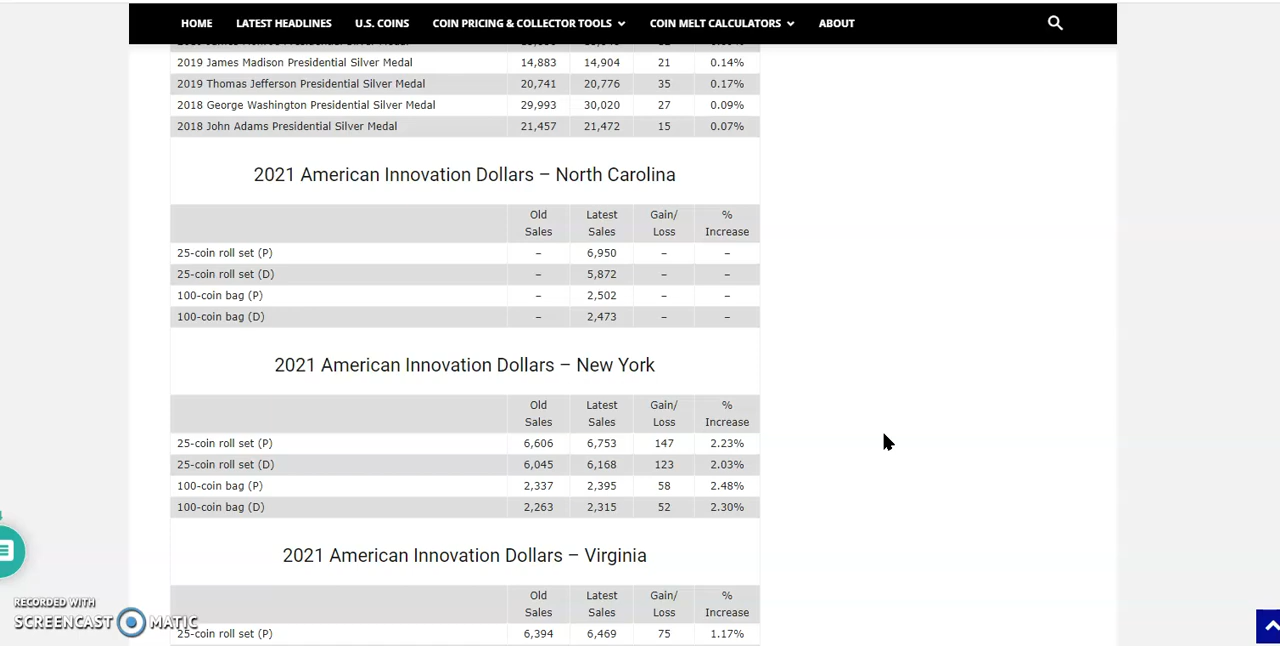 HOME LATEST HEADLINES U.S. COINS COIN PRICING & COLLECTOR TOOLS COIN MELT CALCULATORS ABOUT
2019 James Madison Presidential Silver Medal 14,883 14,904 21 0.14%
2019 Thomas Jefferson Presidential Silver Medal 20,741 20,776 35 0.17%
2018 George Washington Presidential Silver Medal 29,993 30,020 27 0.09%
2018 John Adams Presidential Silver Medal 21,457 21,472 15 0.07%
2021 American Innovation Dollars – North Carolina
Old Latest Gain/ %
Sales Sales Loss Increase
25-coin roll set (P) – 6,950 – –
25-coin roll set (D) – 5,872 – –
100-coin bag (P) – 2,502 – –
100-coin bag (D) – 2,473 – –
2021 American Innovation Dollars – New York
Old Latest Gain/ %
Sales Sales Loss Increase
25-coin roll set (P) 6,606 6,753 147 2.23%
25-coin roll set (D) 6,045 6,168 123 2.03%
100-coin bag (P) 2,337 2,395 58 2.48%
100-coin bag (D) 2,263 2,315 52 2.30%
2021 American Innovation Dollars – Virginia
Old Latest Gain/ %
Sales Sales Loss Increase
25-coin roll set (P) 6,394 6,469 75 1.17%
RECORDED WITH
SCREENCAST MATIC